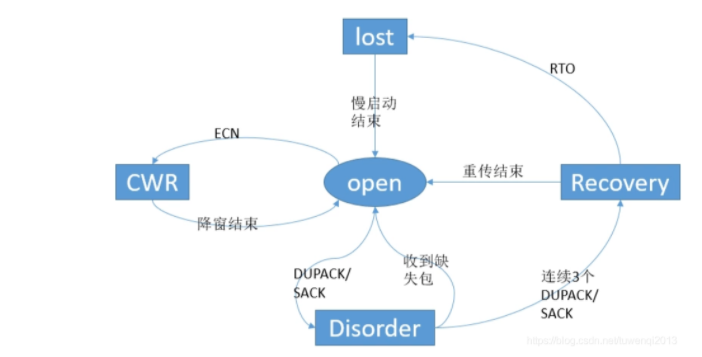 lost
RTO
慢启动
结束
ECN
CWR
open
重传结束
Recovery
降窗结束
DUPACK/
SACK
收到缺
失包
连续3个
DUPACK/
SACK
Disorder
https://blog.csdn.net/luwenqi2013